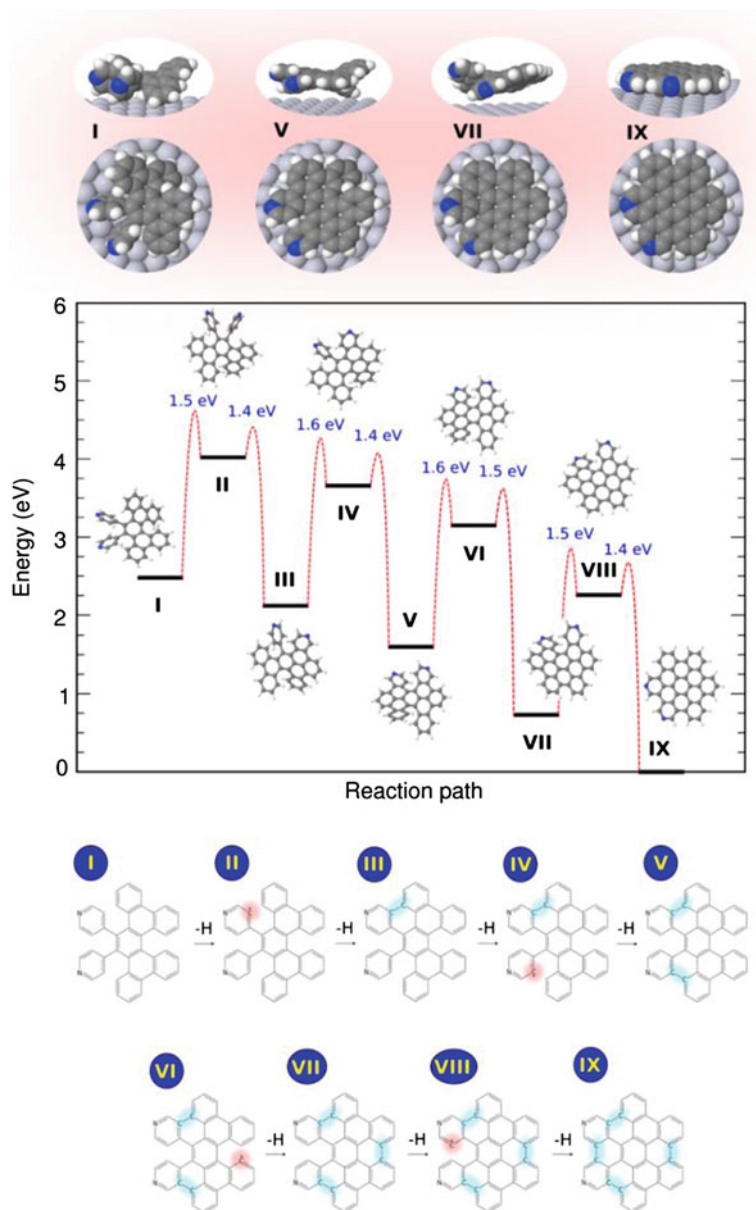 I V VII IX
6
5
4
3
2
1
0
Energy (eV)
Reaction path
1.5 eV 1.4 eV 1.6 eV 1.4 eV 1.6 eV 1.5 eV 1.5 eV 1.4 eV
I II III IV V VI VII VIII IX
I II III IV V
-H -H -H -H
N N N N N
N N N N N
VI VII VIII IX
-H -H -H
N N N N
N N N N